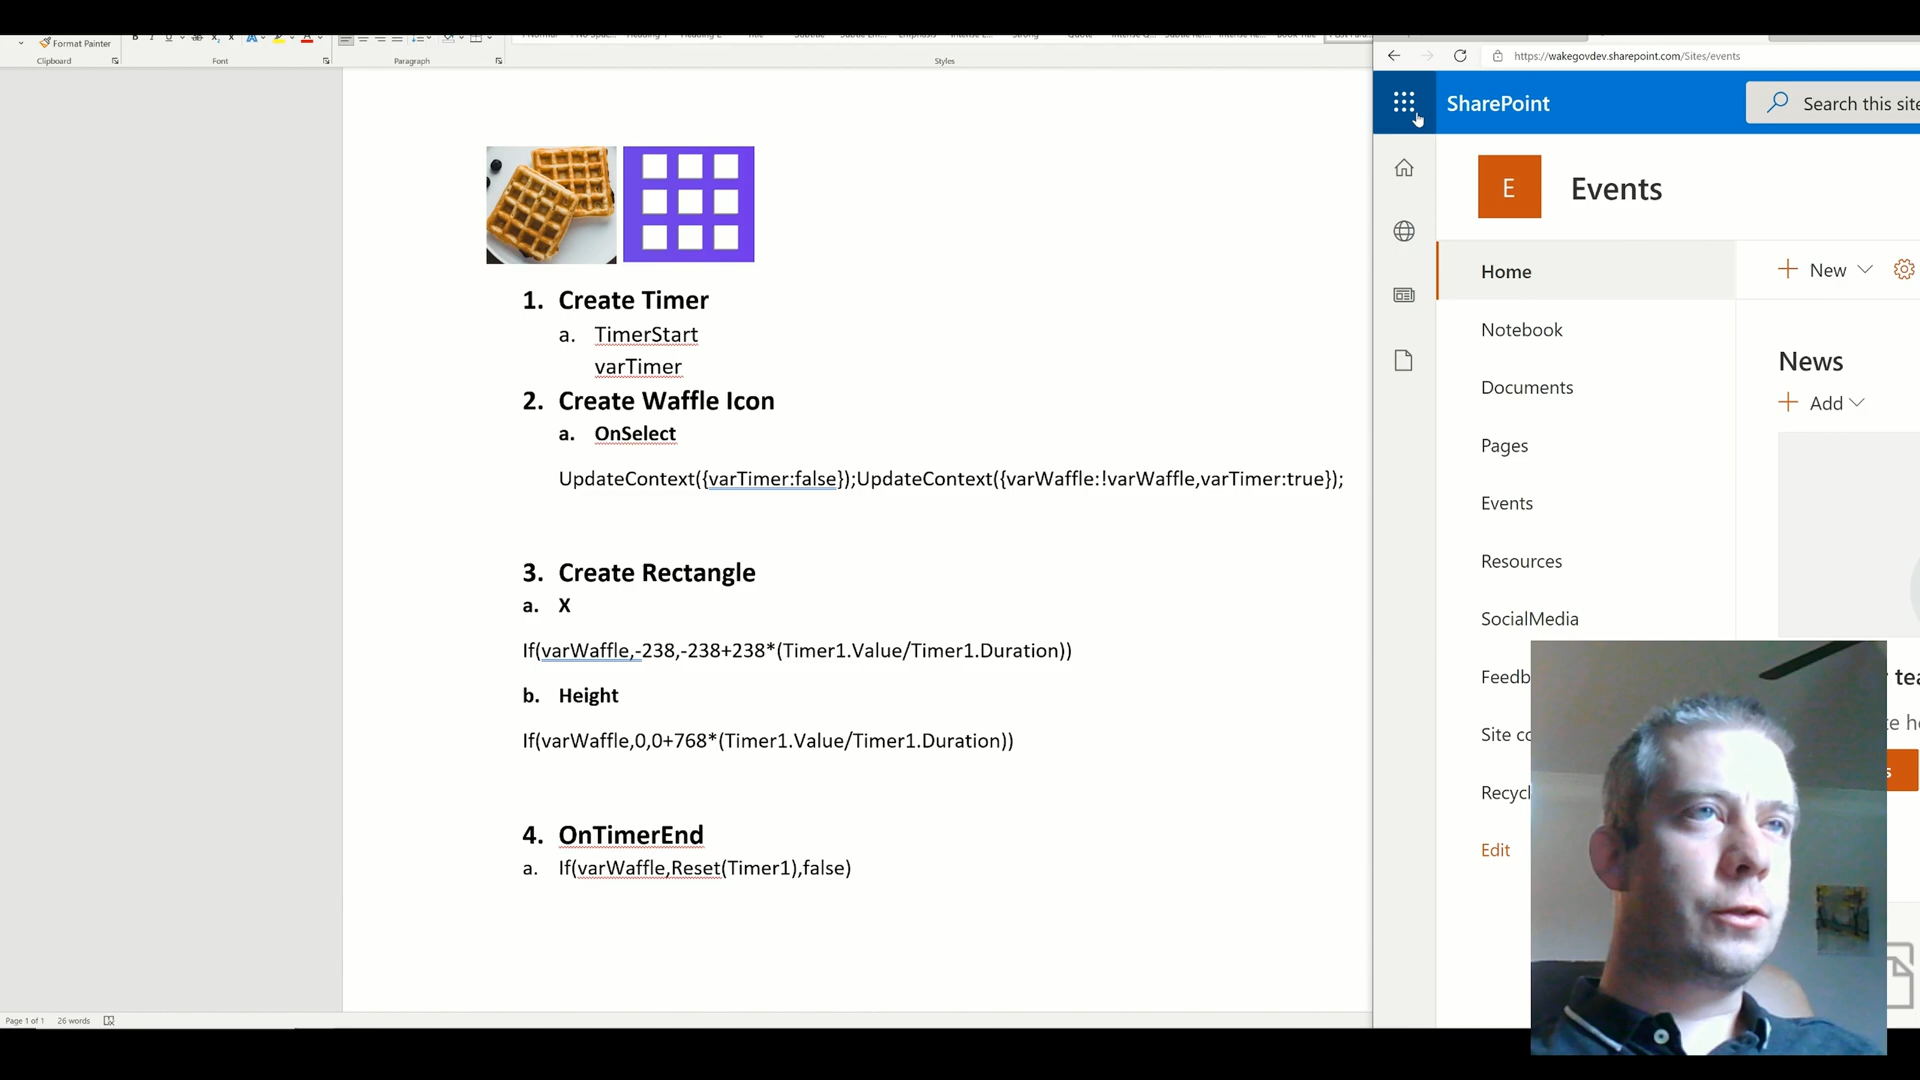 Format Painter
Clipboard
Font
Paragraph
Styles
1. Create Timer
a. TimerStart
varTimer
2. Create Waffle Icon
a. OnSelect
UpdateContext({varTimer:false});UpdateContext({varWaffle:!varWaffle,varTimer:true});
3. Create Rectangle
a. X
If(varWaffle,-238,-238+238*(Timer1.Value/Timer1.Duration))
b. Height
If(varWaffle,0,0+768*(Timer1.Value/Timer1.Duration))
4. OnTimerEnd
a. If(varWaffle,Reset(Timer1),false)
Page 1 of 1 26 words
https://wakegovdev.sharepoint.com/Sites/events
SharePoint
Search this site
E
Events
Home
New
Notebook
Documents
News
Add
Pages
Events
Resources
SocialMedia
Feedb
Site co
Recycl
Edit